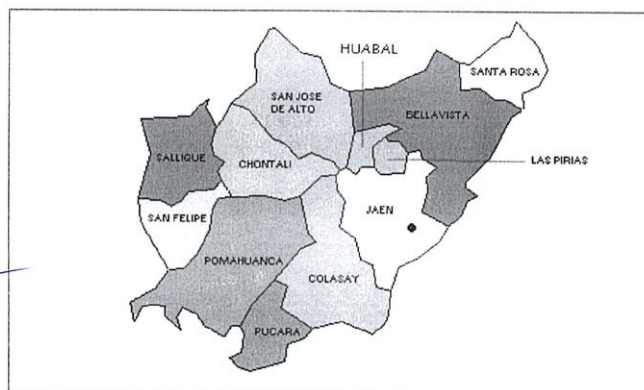 HUABAL
SANTA ROSA
SAN JOSE
DE ALTO
BELLAVISTA
SALLIQUE
CHONTALI
LAS PIRIAS
SAN FELIPE
JAEN
POMAHUANCA
COLASAY
PUCARA